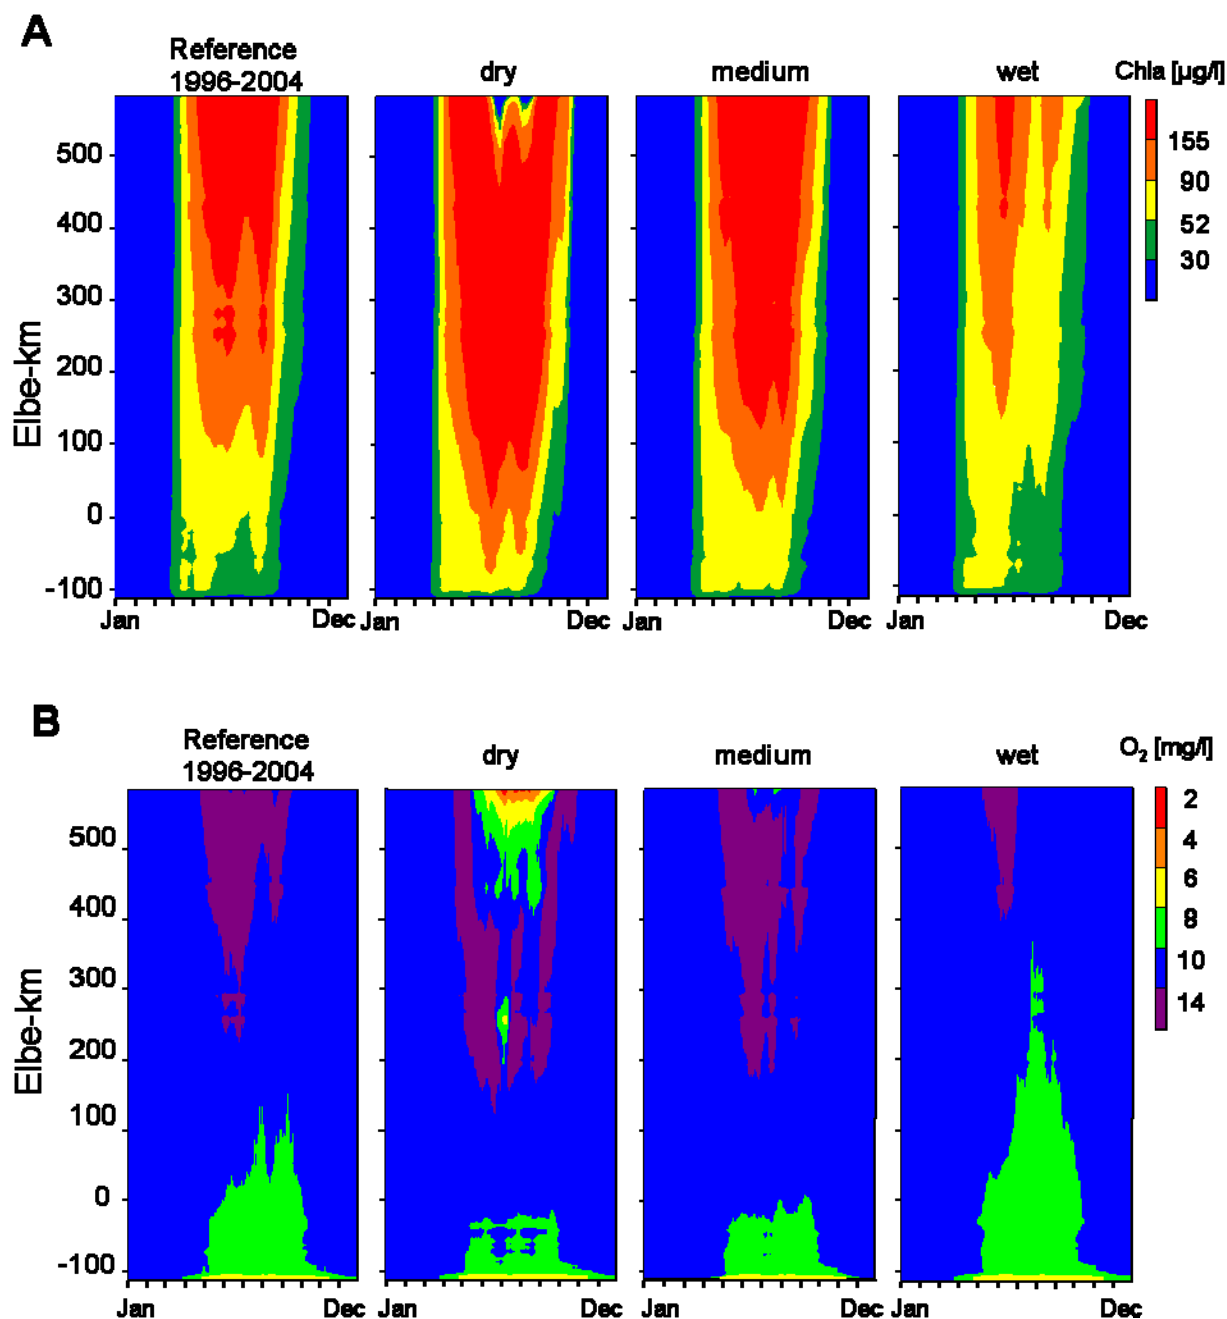 A
Reference
1996-2004
dry
medium
wet
Chla [µg/l]
155
90
52
30
Elbe-km
500
400
300
200
100
0
-100
Jan
Dec
Jan
Dec
Jan
Dec
Jan
Dec
B
Reference
1996-2004
dry
medium
wet
O₂ [mg/l]
2
4
6
8
10
14
Elbe-km
500
400
300
200
100
0
-100
Jan
Dec
Jan
Dec
Jan
Dec
Jan
Dec